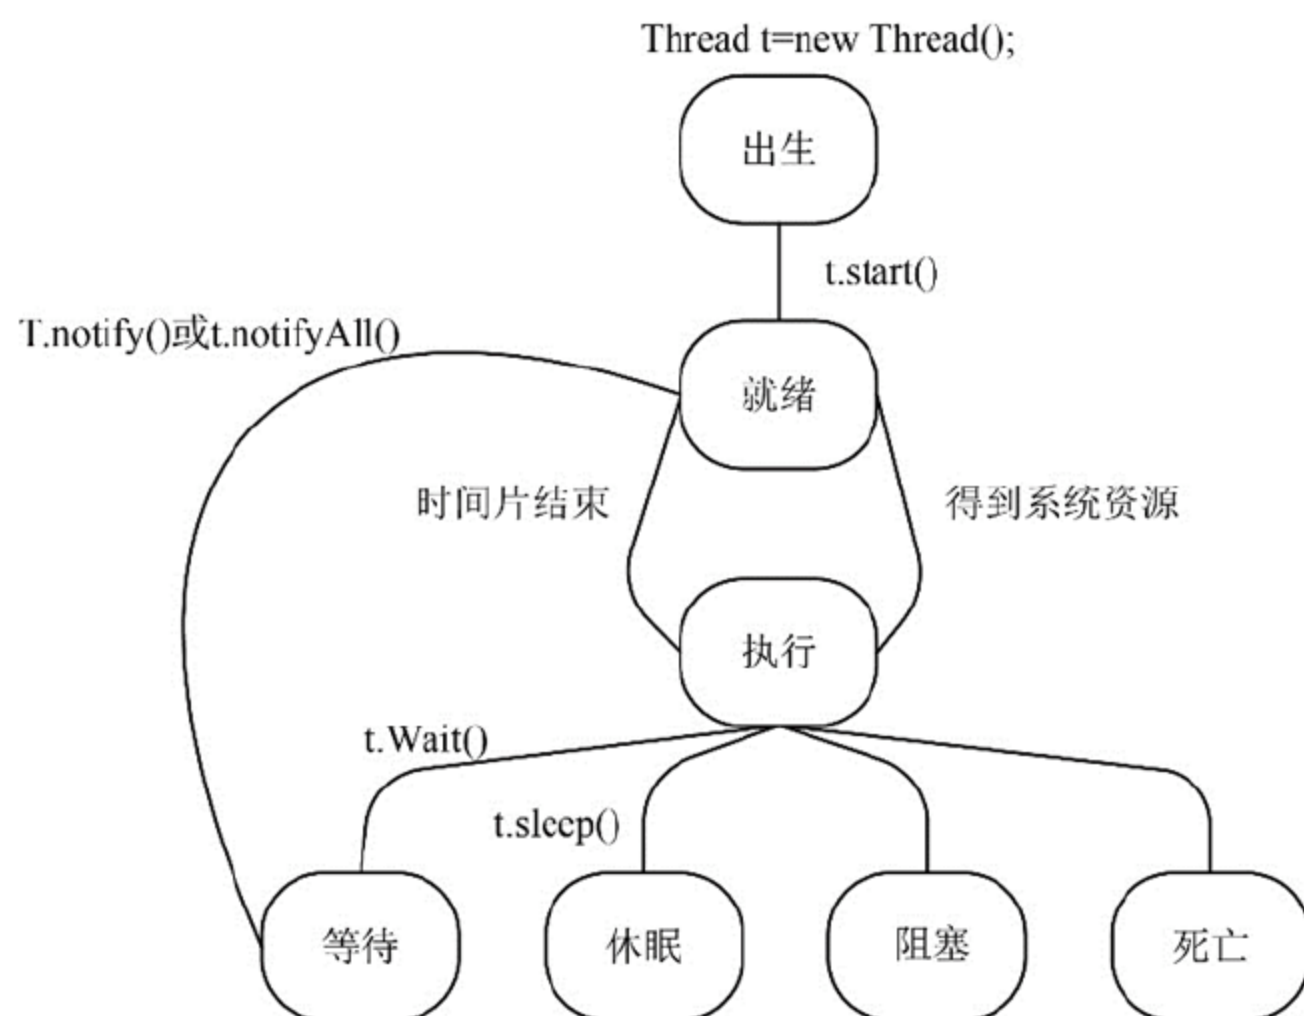 Thread t=new Thread();
出生
t.start()
T.notify()或t.notifyAll()
就绪
时间片结束
得到系统资源
执行
t.Wait()
t.sleep()
等待
休眠
阻塞
死亡